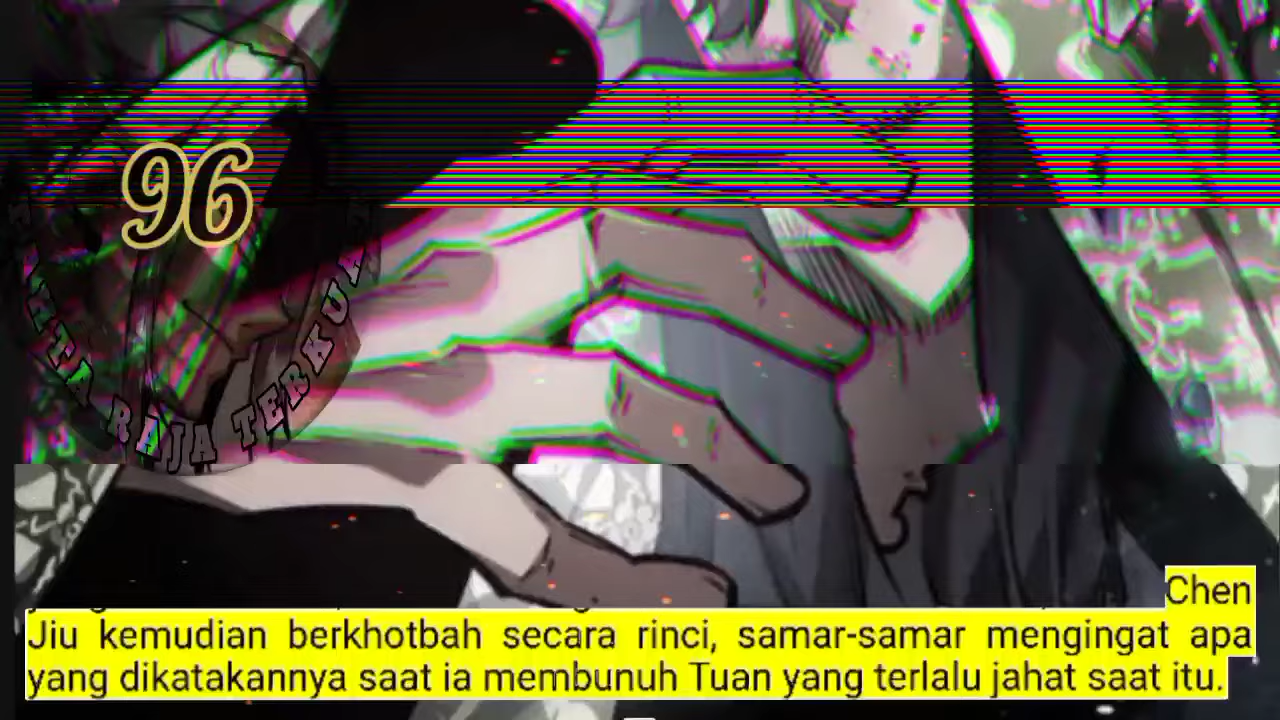 96
RAJA TERKUAT
Chen
Jiu kemudian berkhotbah secara rinci, samar-samar mengingat apa
yang dikatakannya saat ia membunuh Tuan yang terlalu jahat saat itu.